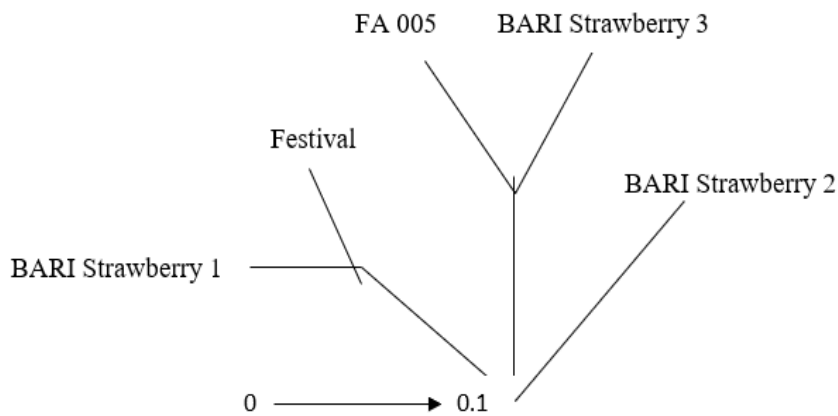 FA 005
BARI Strawberry 3
Festival
BARI Strawberry 2
BARI Strawberry 1
0
0.1